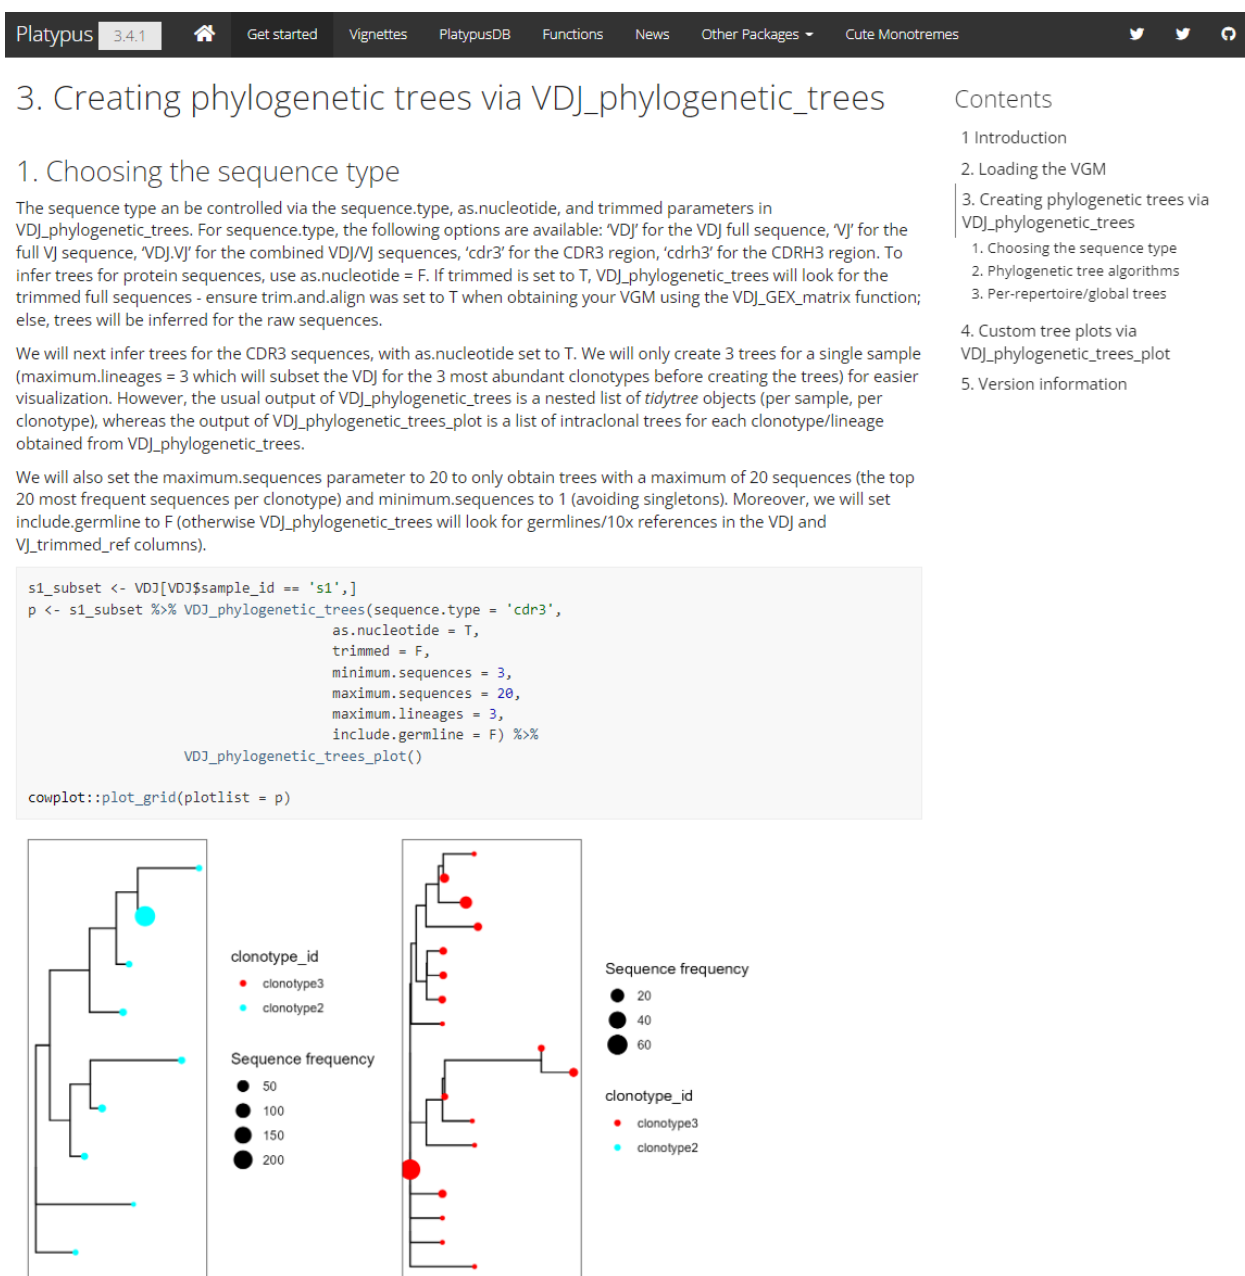 Platypus 3.4.1 Get started Vignettes PlatypusDB Functions News Other Packages Cute Monotremes
3. Creating phylogenetic trees via VDJ_phylogenetic_trees
1. Choosing the sequence type
The sequence type an be controlled via the sequence.type, as.nucleotide, and trimmed parameters in
VDJ_phylogenetic_trees. For sequence.type, the following options are available: ‘VDJ’ for the VDJ full sequence, ‘VJ’ for the
full VJ sequence, ‘VDJ.VJ’ for the combined VDJ/VJ sequences, ‘cdr3’ for the CDR3 region, ‘cdrh3’ for the CDRH3 region. To
infer trees for protein sequences, use as.nucleotide = F. If trimmed is set to T, VDJ_phylogenetic_trees will look for the
trimmed full sequences - ensure trim.and.align was set to T when obtaining your VGM using the VDJ_GEX_matrix function;
else, trees will be inferred for the raw sequences.
We will next infer trees for the CDR3 sequences, with as.nucleotide set to T. We will only create 3 trees for a single sample
(maximum.lineages = 3 which will subset the VDJ for the 3 most abundant clonotypes before creating the trees) for easier
visualization. However, the usual output of VDJ_phylogenetic_trees is a nested list of tidytree objects (per sample, per
clonotype), whereas the output of VDJ_phylogenetic_trees_plot is a list of intraclonal trees for each clonotype/lineage
obtained from VDJ_phylogenetic_trees.
We will also set the maximum.sequences parameter to 20 to only obtain trees with a maximum of 20 sequences (the top
20 most frequent sequences per clonotype) and minimum.sequences to 1 (avoiding singletons). Moreover, we will set
include.germline to F (otherwise VDJ_phylogenetic_trees will look for germlines/10x references in the VDJ and
VJ_trimmed_ref columns).
s1_subset <- VDJ[VDJ$sample_id == 's1',]
p <- s1_subset %>% VDJ_phylogenetic_trees(sequence.type = 'cdr3',
as.nucleotide = T,
trimmed = F,
minimum.sequences = 3,
maximum.sequences = 20,
maximum.lineages = 3,
include.germline = F) %>%
VDJ_phylogenetic_trees_plot()
cowplot::plot_grid(plotlist = p)
clonotype_id
clonotype3
clonotype2
Sequence frequency
50
100
150
200
Sequence frequency
20
40
60
clonotype_id
clonotype3
clonotype2
Contents
1 Introduction
2. Loading the VGM
3. Creating phylogenetic trees via
VDJ_phylogenetic_trees
1. Choosing the sequence type
2. Phylogenetic tree algorithms
3. Per-repertoire/global trees
4. Custom tree plots via
VDJ_phylogenetic_trees_plot
5. Version information